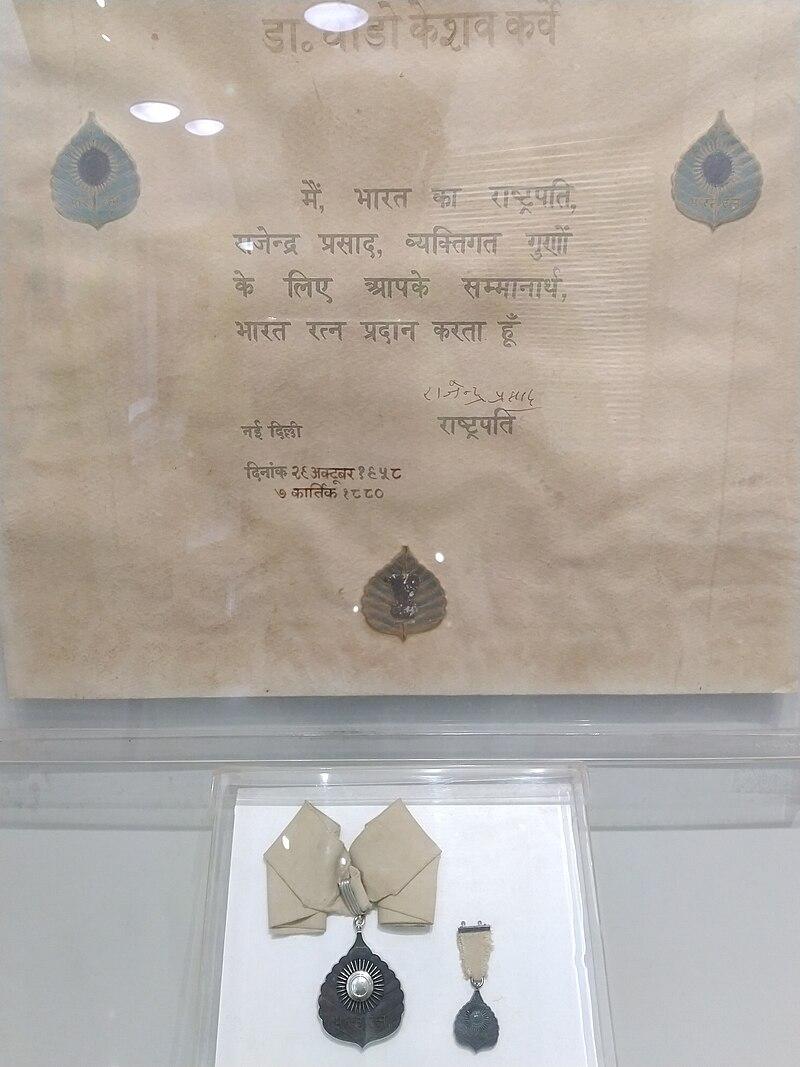 डा॰ धोंडो केशव कर्वे
मैं, भारत का राष्ट्रपति,
राजेन्द्र प्रसाद, व्यक्तिगत गुणों
के लिए आपके सम्मानार्थ,
भारत रत्न प्रदान करता हूँ
राजेन्द्र प्रसाद
राष्ट्रपति
नई दिल्ली
दिनांक २९ अक्टूबर १९५८
७ कार्तिक १८८०